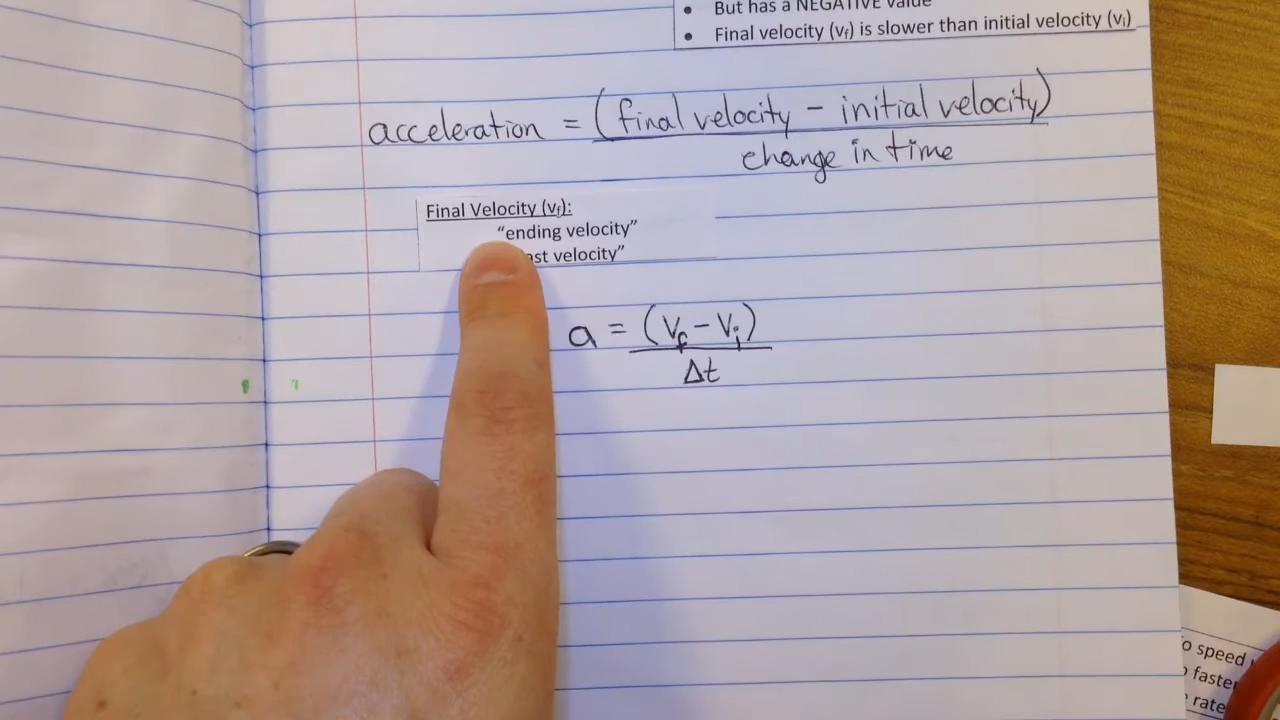 • But has a NEGATIVE value
• Final velocity (vf) is slower than initial velocity (vi)
acceleration = (final velocity − initial velocity)
change in time
Final Velocity (vf):
"ending velocity"
velocity"
a = (vf − vi)
Δt
speed
faster
rate